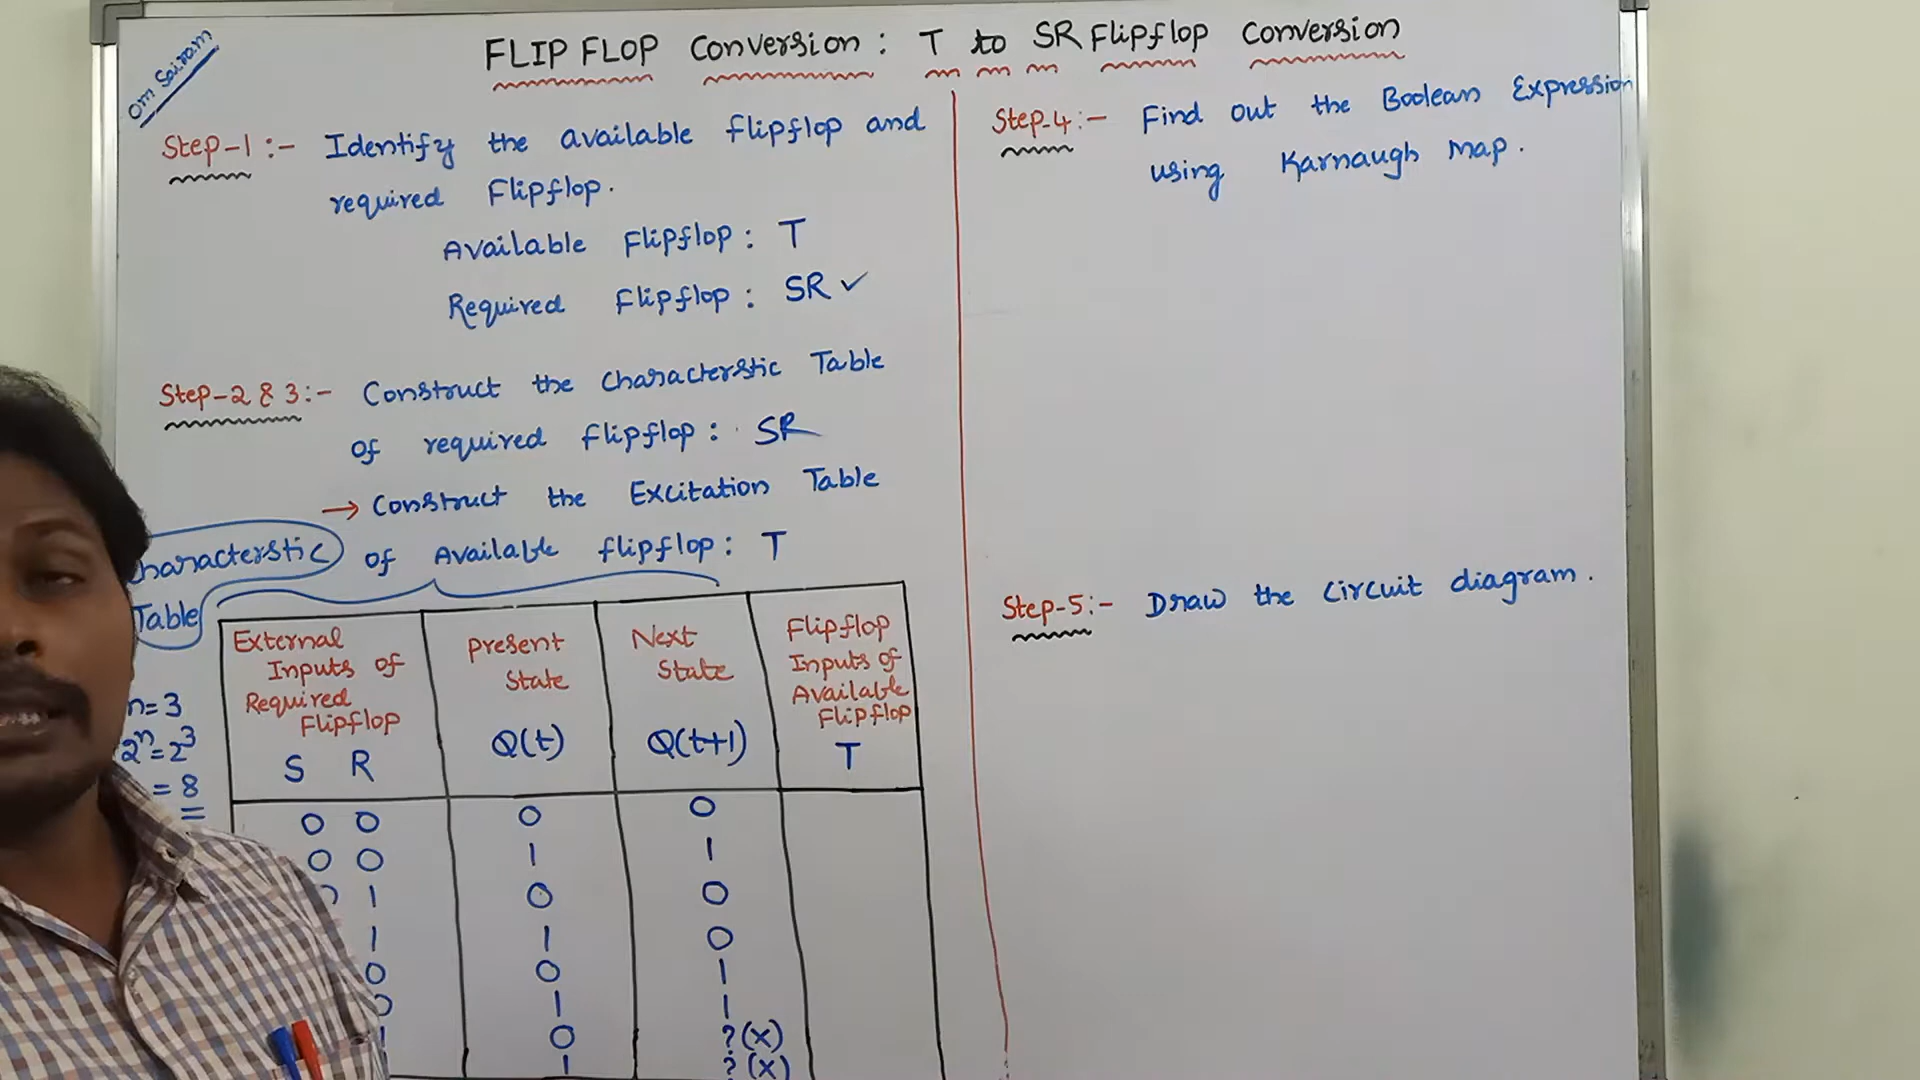 Om Sairam
FLIP FLOP Conversion : T to SR Flipflop Conversion
Step-1 :- Identify the available flipflop and
required Flipflop.
Available Flipflop : T
Required Flipflop : SR ✓
Step-2 & 3 :- Construct the Characterstic Table
of required flipflop : SR
→ Construct the Excitation Table
of Available flipflop : T
Characterstic
Table
n=3
2ⁿ=2³
=8
External
Inputs of
Required
Flipflop
S R
present
State
Q(t)
Next
State
Q(t+1)
Flipflop
Inputs of
Available
Flipflop
T
0 0 0 0
0 0 1 1
0 1 0 0
1 1 0
0 0 1
0 1 1
1 0 ?(x)
1 ?(x)
Step-4 :- Find out the Boolean Expression
using Karnaugh Map.
Step-5 :- Draw the Circuit diagram.